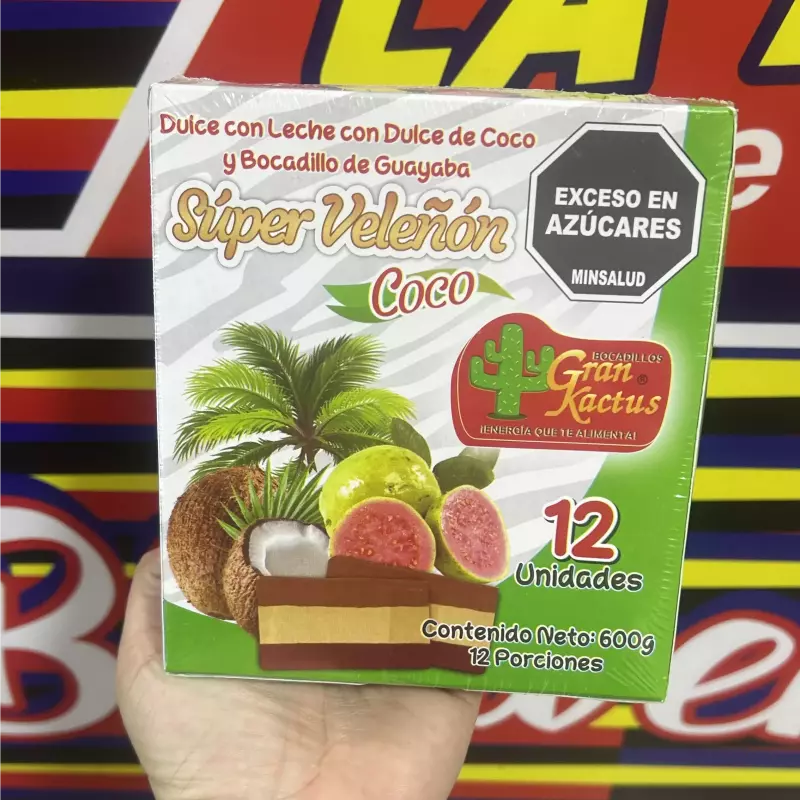 LA
Dulce con Leche con Dulce de Coco
y Bocadillo de Guayaba
Súper Veleñón
Coco
EXCESO EN
AZÚCARES
MINSALUD
BOCADILLOS
Gran
Kactus®
¡ENERGÍA QUE TE ALIMENTA!
12
Unidades
Contenido Neto: 600g
12 Porciones